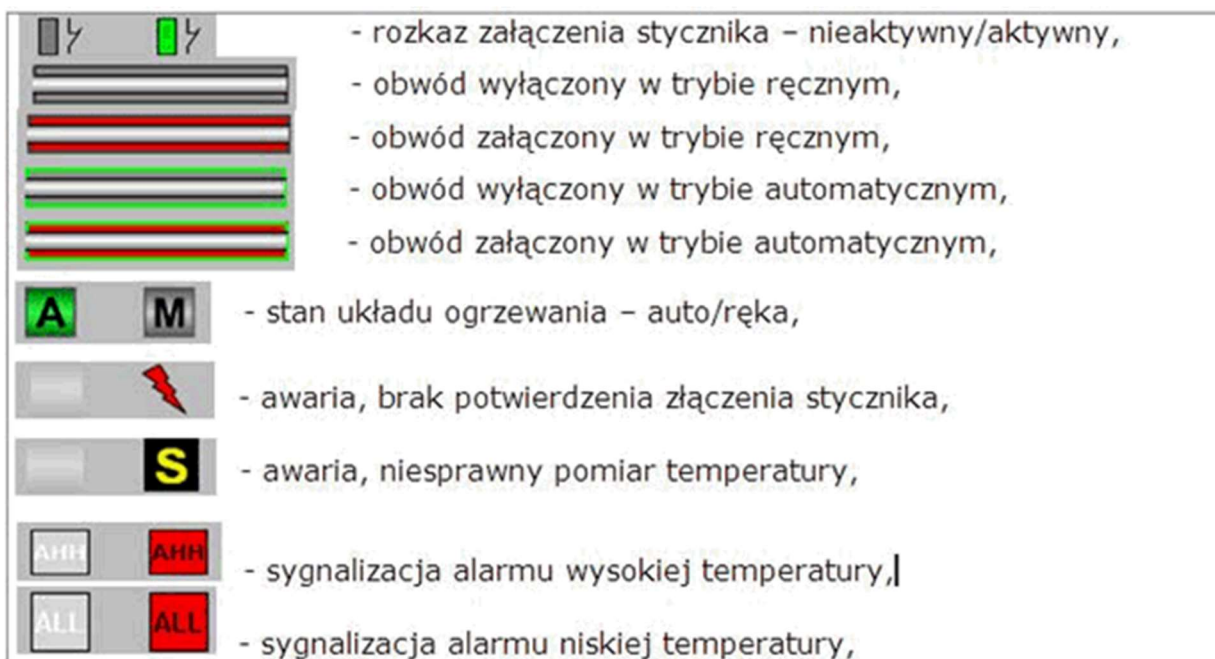 - rozkaz załączenia stycznika – nieaktywny/aktywny,
- obwód wyłączony w trybie ręcznym,
- obwód załączony w trybie ręcznym,
- obwód wyłączony w trybie automatycznym,
- obwód załączony w trybie automatycznym,
A M - stan układu ogrzewania – auto/ręka,
- awaria, brak potwierdzenia złączenia stycznika,
S - awaria, niesprawny pomiar temperatury,
AHH AHH - sygnalizacja alarmu wysokiej temperatury,
ALL ALL - sygnalizacja alarmu niskiej temperatury,